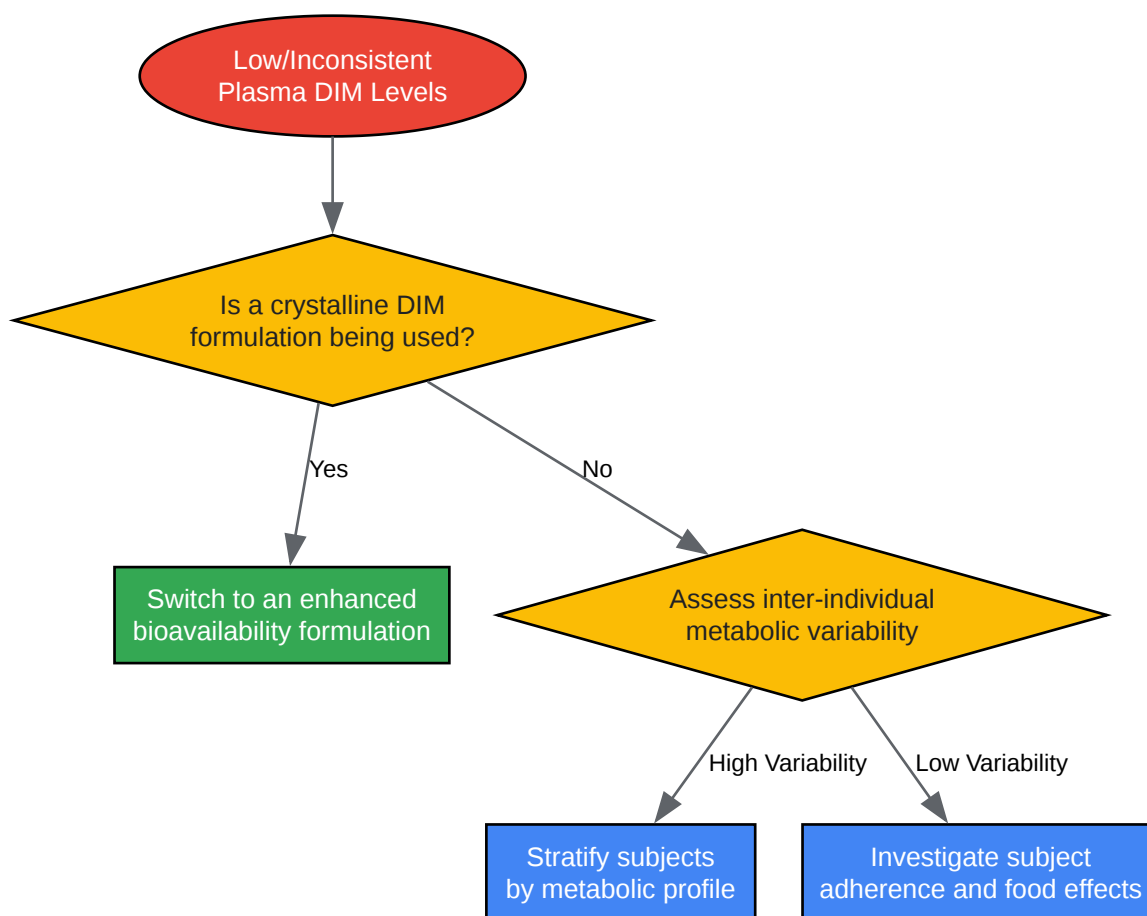 Low/Inconsistent
Plasma DIM Levels
Is a crystalline DIM
formulation being used?
Yes
No
Switch to an enhanced
bioavailability formulation
Assess inter-individual
metabolic variability
High Variability
Low Variability
Stratify subjects
by metabolic profile
Investigate subject
adherence and food effects